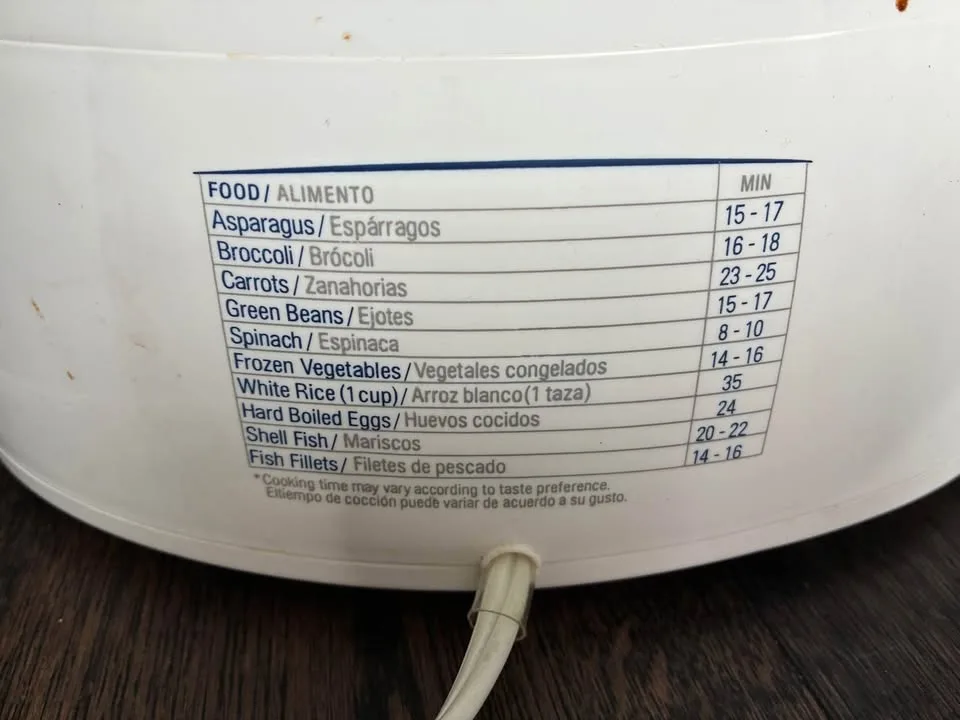 FOOD / ALIMENTO MIN
Asparagus / Espárragos 15 - 17
Broccoli / Brócoli 16 - 18
Carrots / Zanahorias 23 - 25
Green Beans / Ejotes 15 - 17
Spinach / Espinaca 8 - 10
Frozen Vegetables / Vegetales congelados 14 - 16
White Rice (1 cup) / Arroz blanco (1 taza) 35
Hard Boiled Eggs / Huevos cocidos 24
Shell Fish / Mariscos 20 - 22
Fish Fillets / Filetes de pescado 14 - 16
*Cooking time may vary according to taste preference.
Eltiempo de cocción puede variar de acuerdo a su gusto.